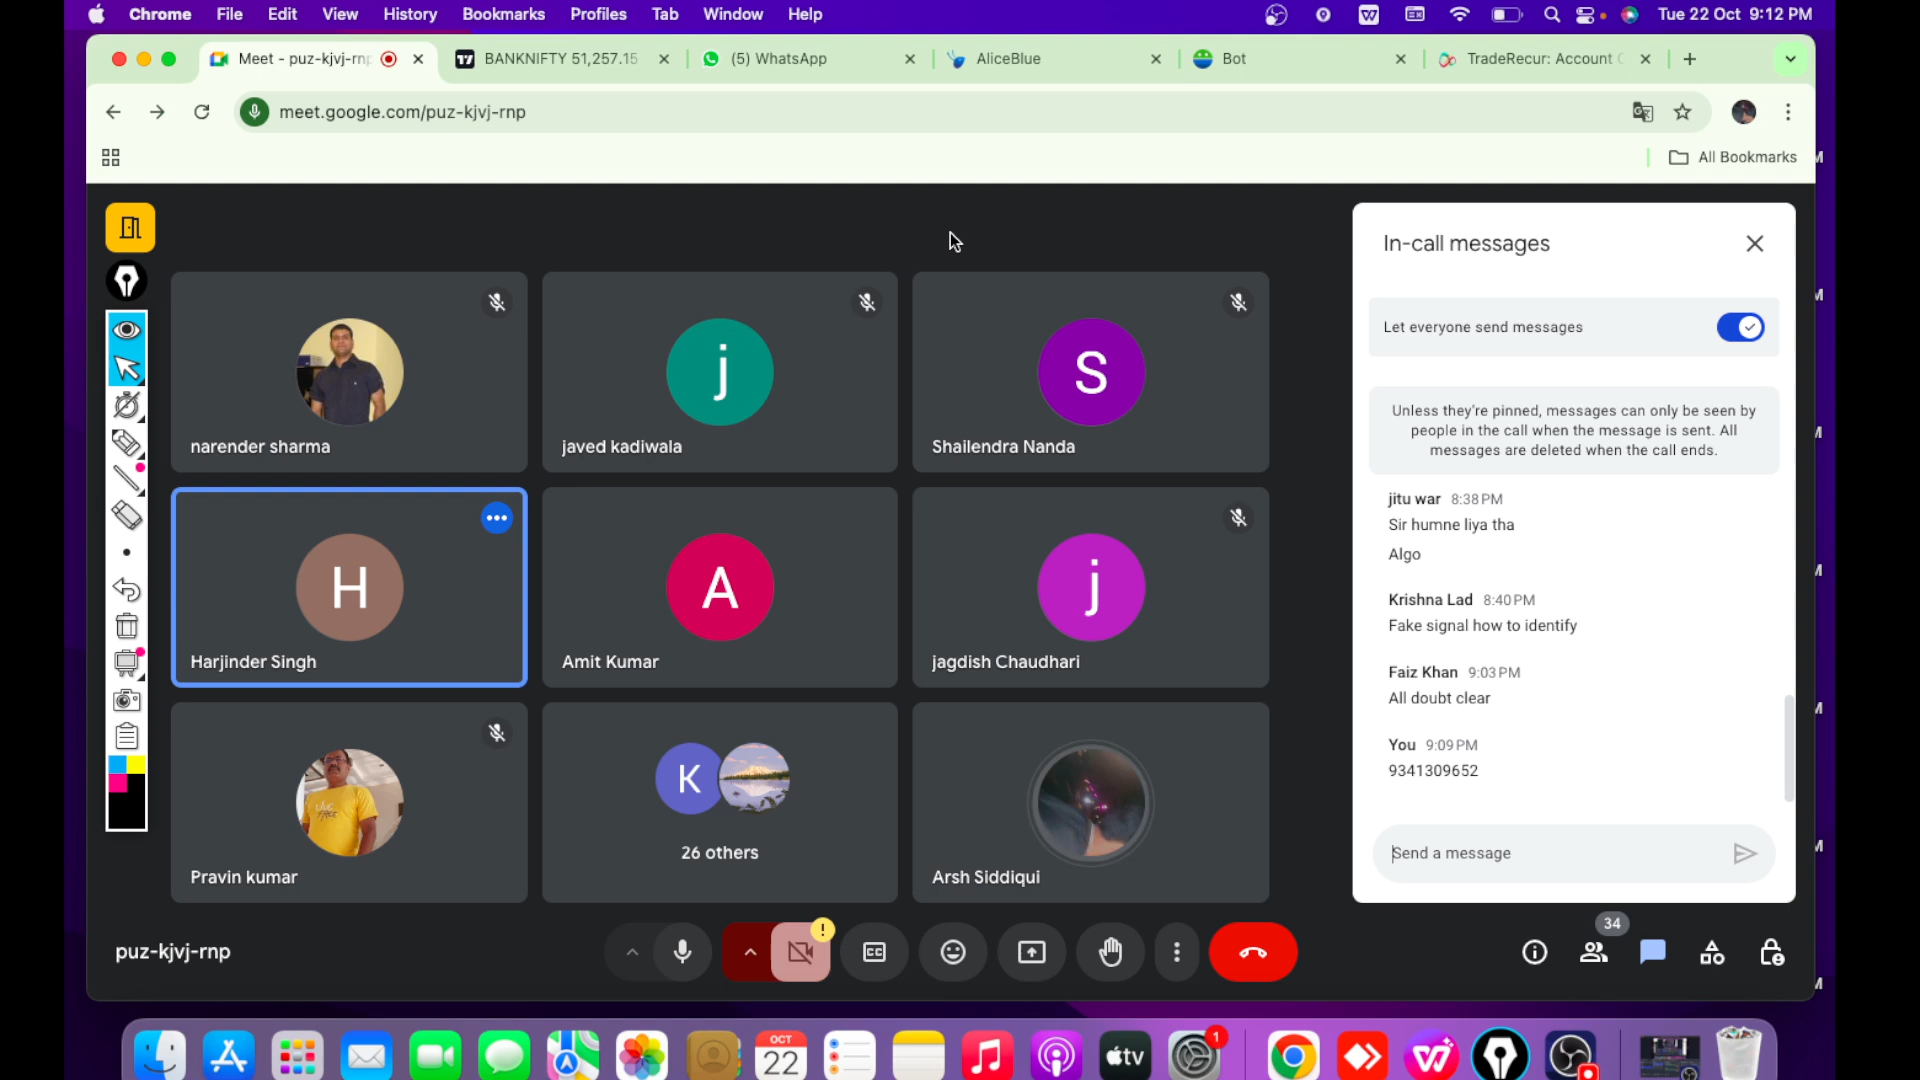 Chrome File Edit View History Bookmarks Profiles Tab Window Help Tue 22 Oct 9:12 PM
Meet - puz-kjvj-rnp BANKNIFTY 51,257.15 (5) WhatsApp AliceBlue Bot TradeRecur: Account
meet.google.com/puz-kjvj-rnp
All Bookmarks
In-call messages
Let everyone send messages
Unless they're pinned, messages can only be seen by
people in the call when the message is sent. All
messages are deleted when the call ends.
jitu war 8:38 PM
Sir humne liya tha
Algo
Krishna Lad 8:40 PM
Fake signal how to identify
Faiz Khan 9:03 PM
All doubt clear
You 9:09 PM
9341309652
Send a message
j
S
narender sharma
javed kadiwala
Shailendra Nanda
H
A
j
Harjinder Singh
Amit Kumar
jagdish Chaudhari
K
26 others
Pravin kumar
Arsh Siddiqui
puz-kjvj-rnp
CC
34
OCT
22
tv
1